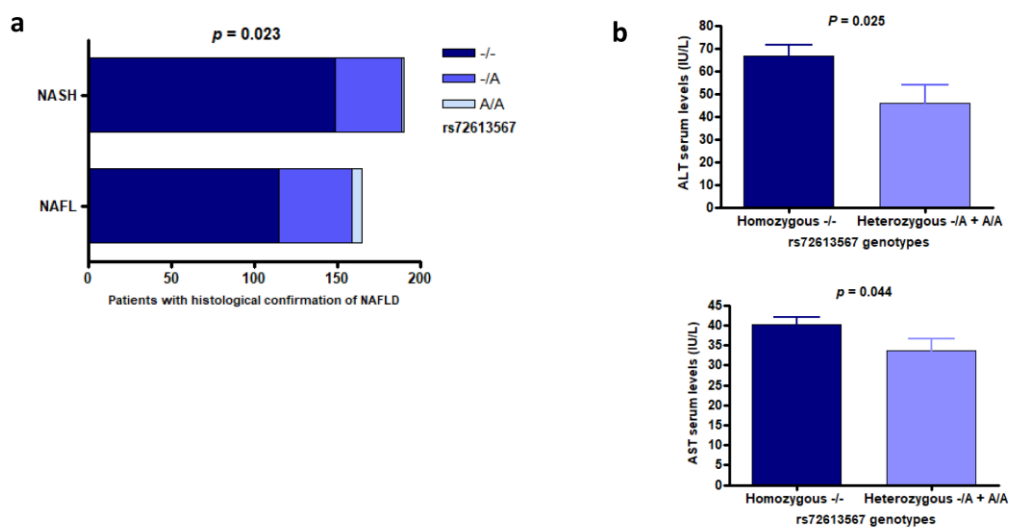 a
p = 0.023
NASH
NAFL
0 50 100 150 200
Patients with histological confirmation of NAFLD
-/-
-/A
A/A
rs72613567
b
P = 0.025
ALT serum levels (IU/L)
80
70
60
50
40
30
20
10
0
Homozygous -/- Heterozygous -/A + A/A
rs72613567 genotypes
p = 0.044
AST serum levels (IU/L)
45
40
35
30
25
20
15
10
5
0
Homozygous -/- Heterozygous -/A + A/A
rs72613567 genotypes